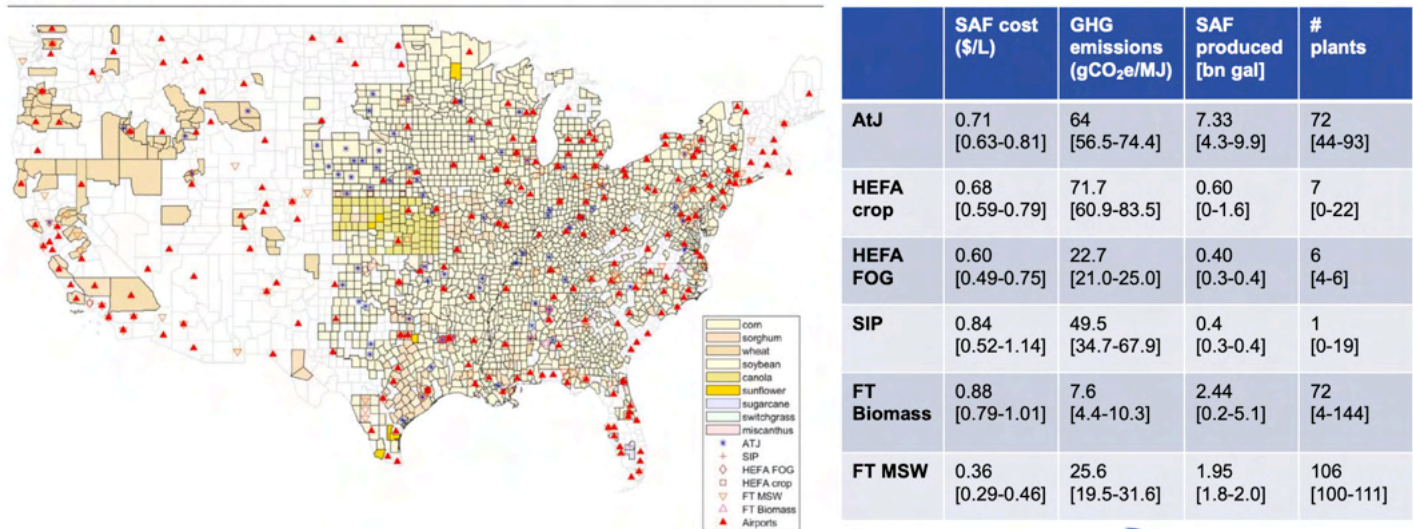 corn
sorghum
wheat
soybean
canola
sunflower
sugarcane
switchgrass
miscanthus
ATJ
SIP
HEFA FOG
HEFA crop
FT MSW
FT Biomass
Airports
SAF cost ($/L) GHG emissions (gCO₂e/MJ) SAF produced [bn gal] # plants
AtJ 0.71 64 7.33 72
[0.63-0.81] [56.5-74.4] [4.3-9.9] [44-93]
HEFA crop 0.68 71.7 0.60 7
[0.59-0.79] [60.9-83.5] [0-1.6] [0-22]
HEFA FOG 0.60 22.7 0.40 6
[0.49-0.75] [21.0-25.0] [0.3-0.4] [4-6]
SIP 0.84 49.5 0.4 1
[0.52-1.14] [34.7-67.9] [0.3-0.4] [0-19]
FT Biomass 0.88 7.6 2.44 72
[0.79-1.01] [4.4-10.3] [0.2-5.1] [4-144]
FT MSW 0.36 25.6 1.95 106
[0.29-0.46] [19.5-31.6] [1.8-2.0] [100-111]